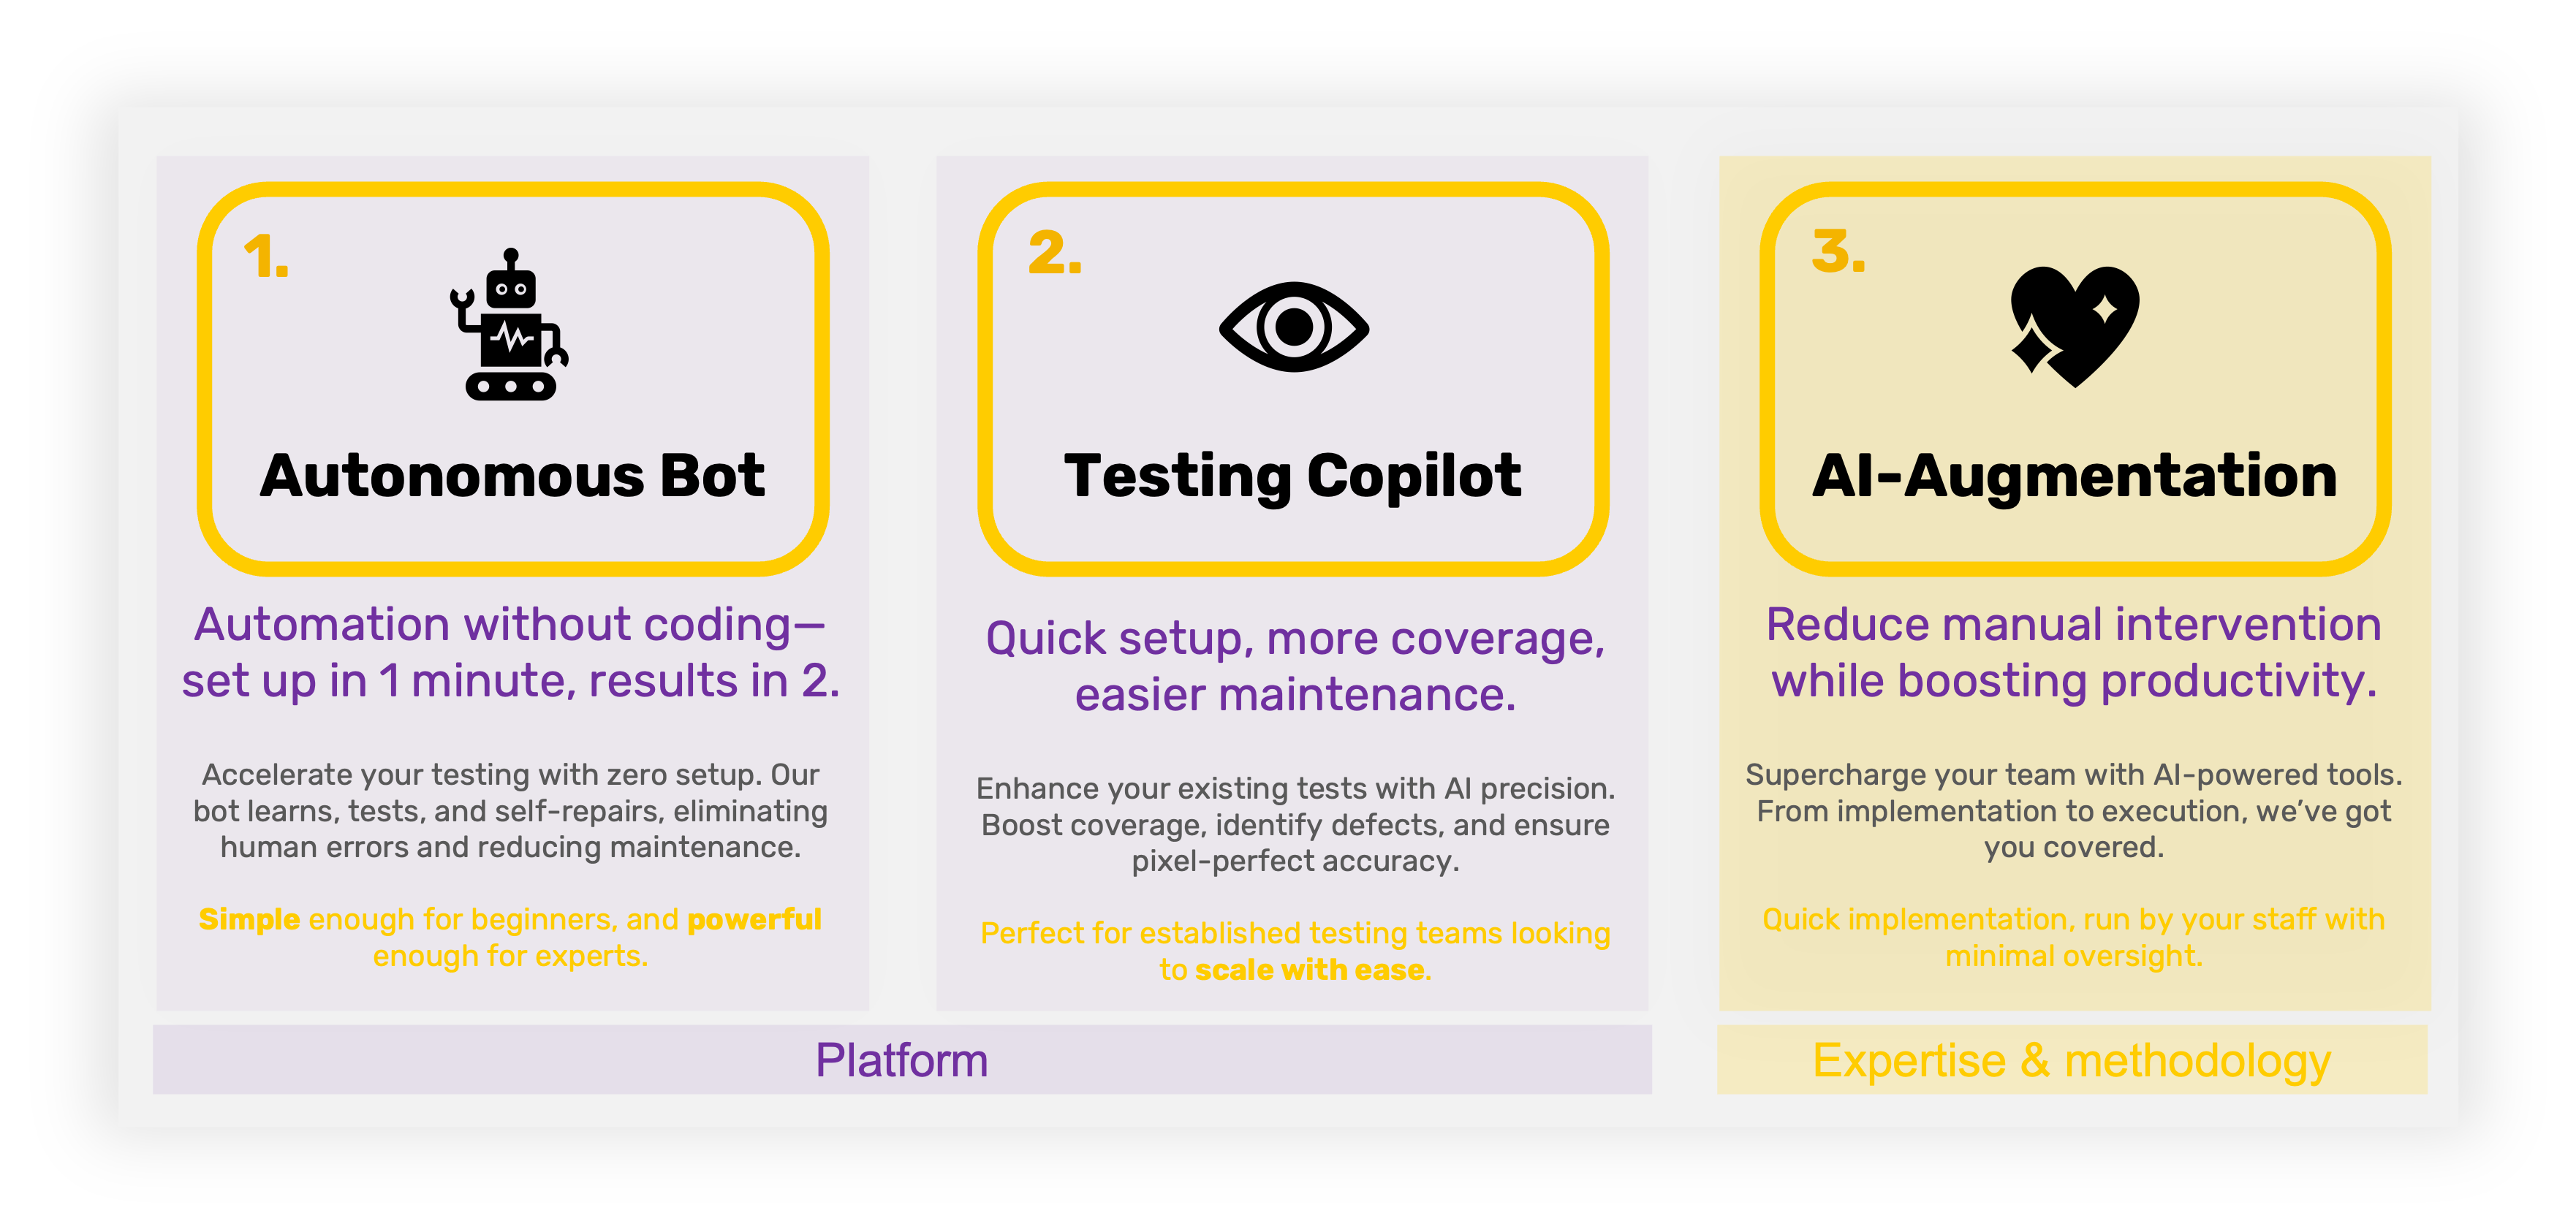 1.
Autonomous Bot
Automation without coding—
set up in 1 minute, results in 2.
Accelerate your testing with zero setup. Our
bot learns, tests, and self-repairs, eliminating
human errors and reducing maintenance.
Simple enough for beginners, and powerful
enough for experts.
2.
Testing Copilot
Quick setup, more coverage,
easier maintenance.
Enhance your existing tests with AI precision.
Boost coverage, identify defects, and ensure
pixel-perfect accuracy.
Perfect for established testing teams looking
to scale with ease.
3.
AI-Augmentation
Reduce manual intervention
while boosting productivity.
Supercharge your team with AI-powered tools.
From implementation to execution, we’ve got
you covered.
Quick implementation, run by your staff with
minimal oversight.
Platform
Expertise & methodology